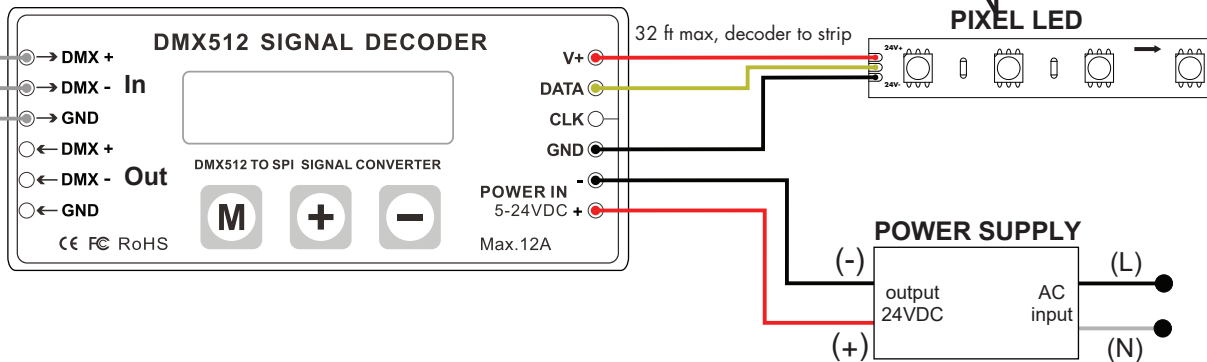 PIXEL LED
DMX512 SIGNAL DECODER
32 ft max, decoder to strip
DMX +
DMX - In
GND
DMX +
DMX - Out
GND
V+
DATA
CLK
GND
-
POWER IN
5-24VDC +
Max.12A
DMX512 TO SPI SIGNAL CONVERTER
M
+
−
CE FC RoHS
24V+
24V-
POWER SUPPLY
(-)
(+)
output
24VDC
AC
input
(L)
(N)